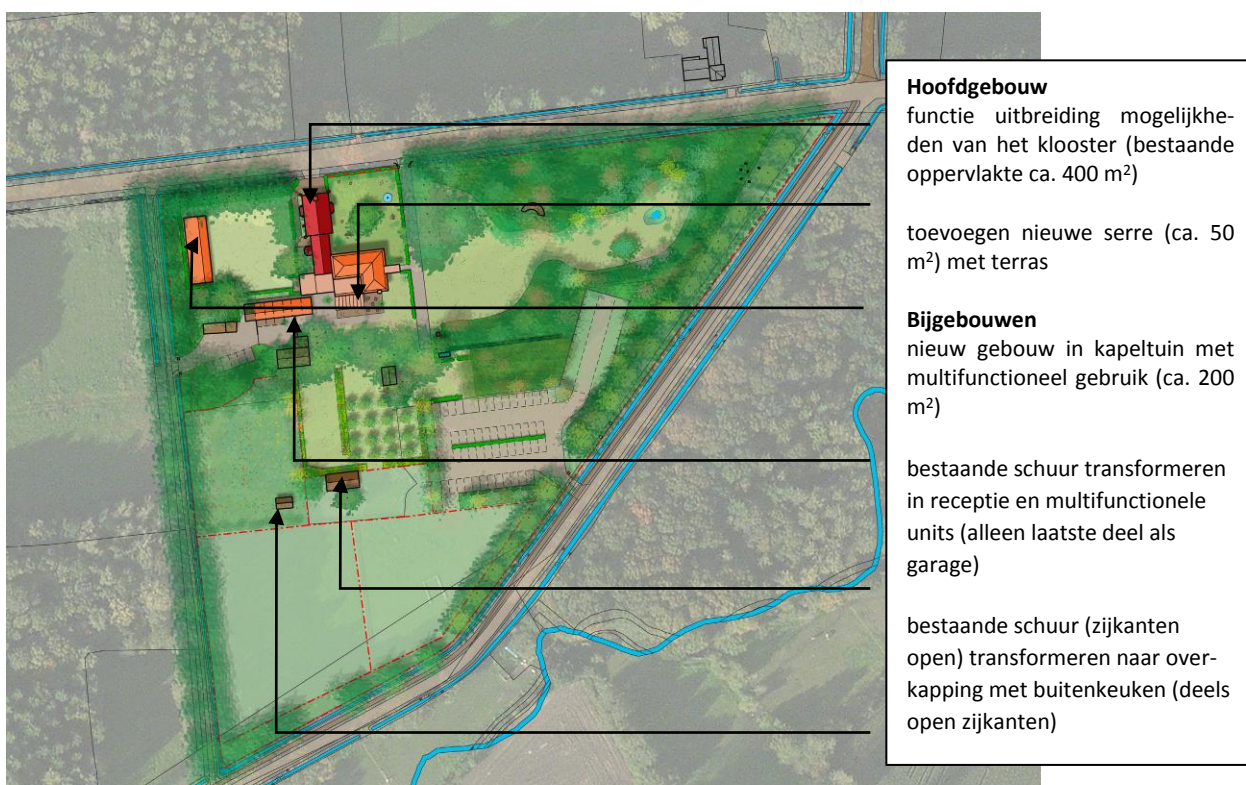 Hoofdgebouw
functie uitbreiding mogelijkhe-
den van het klooster (bestaande
oppervlakte ca. 400 m²)
toevoegen nieuwe serre (ca. 50
m²) met terras
Bijgebouwen
nieuw gebouw in kapeltuin met
multifunctioneel gebruik (ca. 200
m²)
bestaande schuur transformeren
in receptie en multifunctionele
units (alleen laatste deel als
garage)
bestaande schuur (zijkanten
open) transformeren naar over-
kapping met buitenkeuken (deels
open zijkanten)